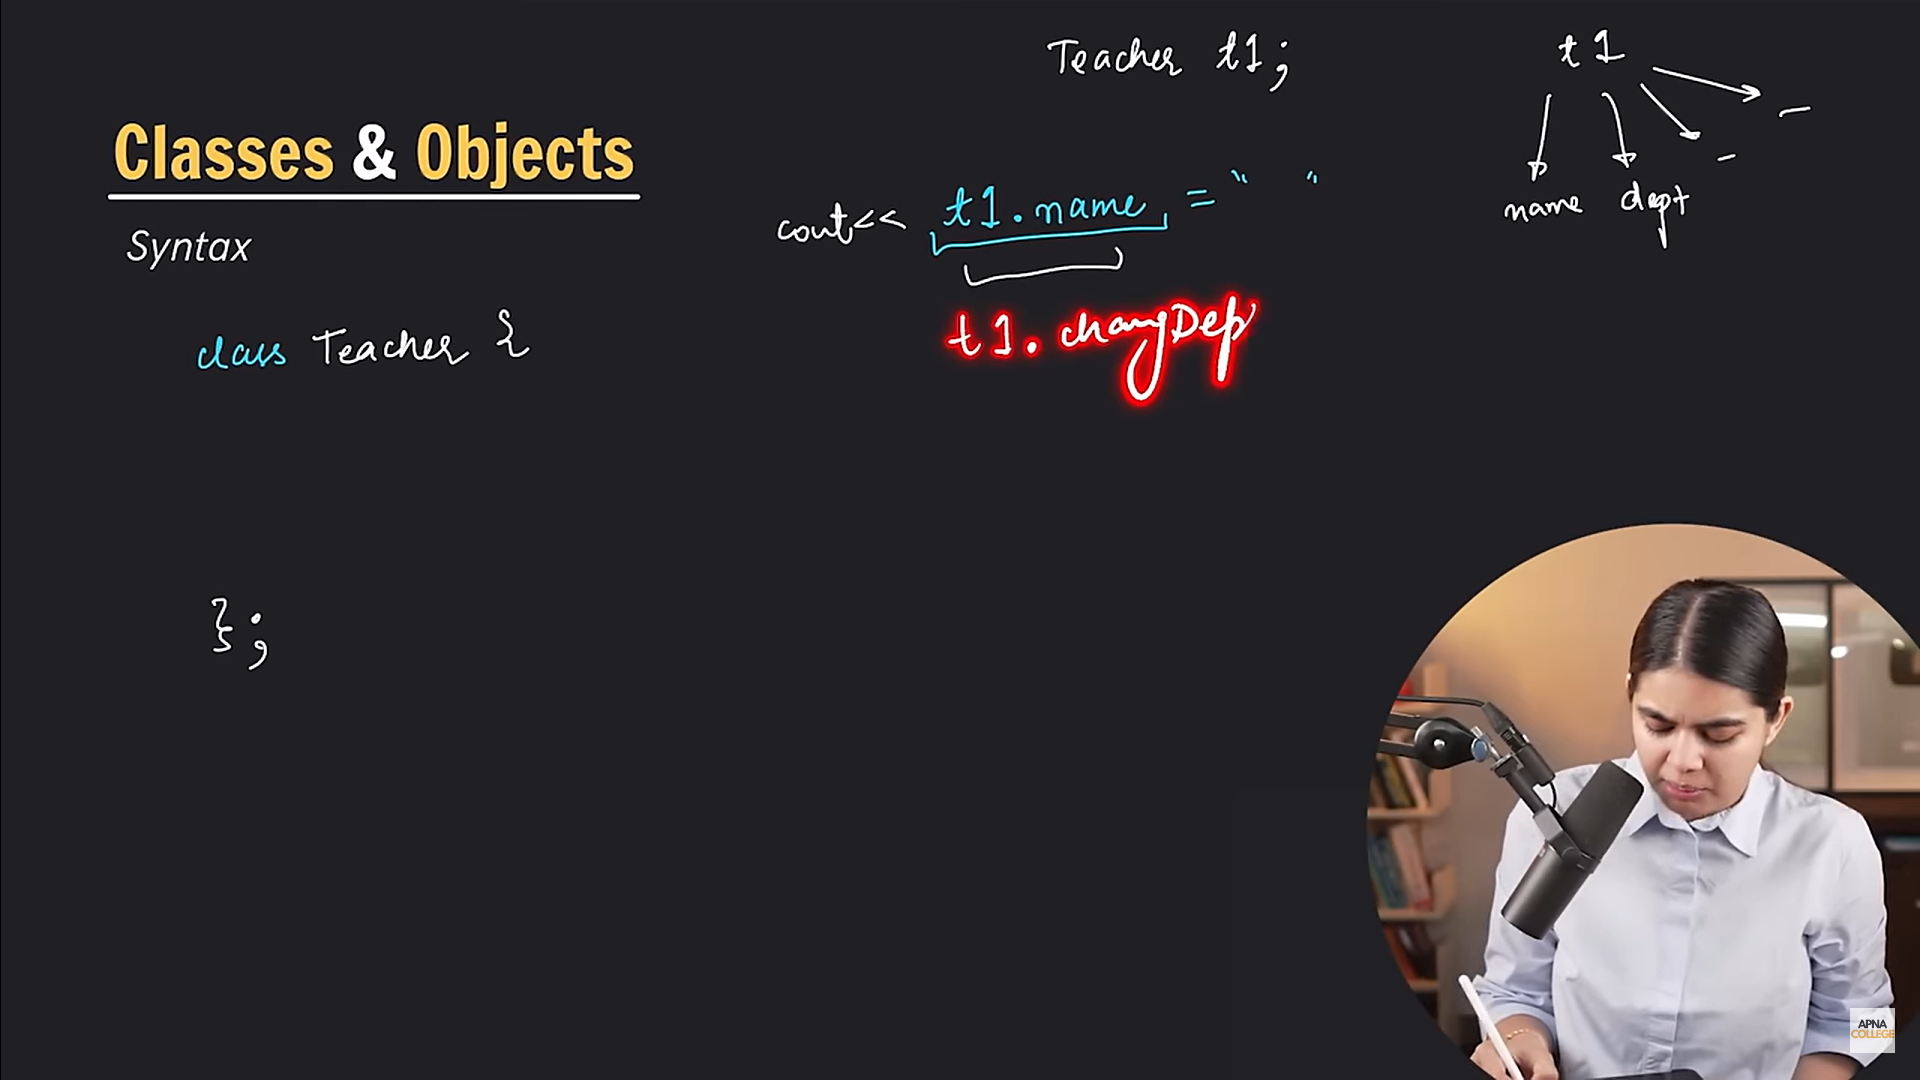 Teacher t1;
t1
name dept
Classes & Objects
Syntax
cout<< t1.name = " "
t1.changDep
class Teacher {
};
APNA
COLLEGE